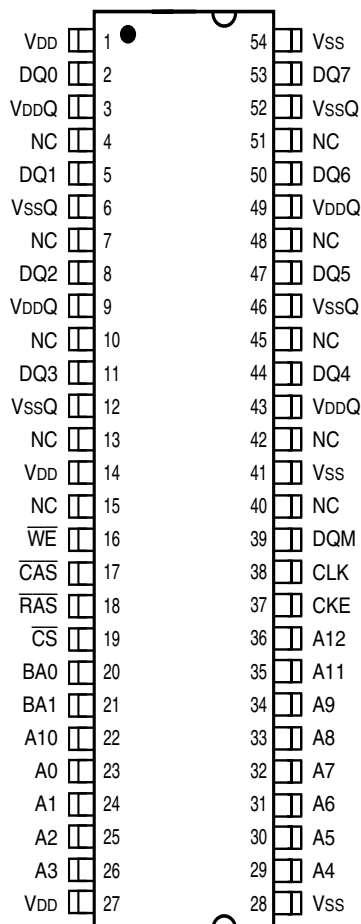 VDD 1 54 VSS
DQ0 2 53 DQ7
VDDQ 3 52 VSSQ
NC 4 51 NC
DQ1 5 50 DQ6
VSSQ 6 49 VDDQ
NC 7 48 NC
DQ2 8 47 DQ5
VDDQ 9 46 VSSQ
NC 10 45 NC
DQ3 11 44 DQ4
VSSQ 12 43 VDDQ
NC 13 42 NC
VDD 14 41 VSS
NC 15 40 NC
W̅E̅ 16 39 DQM
C̅A̅S̅ 17 38 CLK
R̅A̅S̅ 18 37 CKE
C̅S̅ 19 36 A12
BA0 20 35 A11
BA1 21 34 A9
A10 22 33 A8
A0 23 32 A7
A1 24 31 A6
A2 25 30 A5
A3 26 29 A4
VDD 27 28 VSS